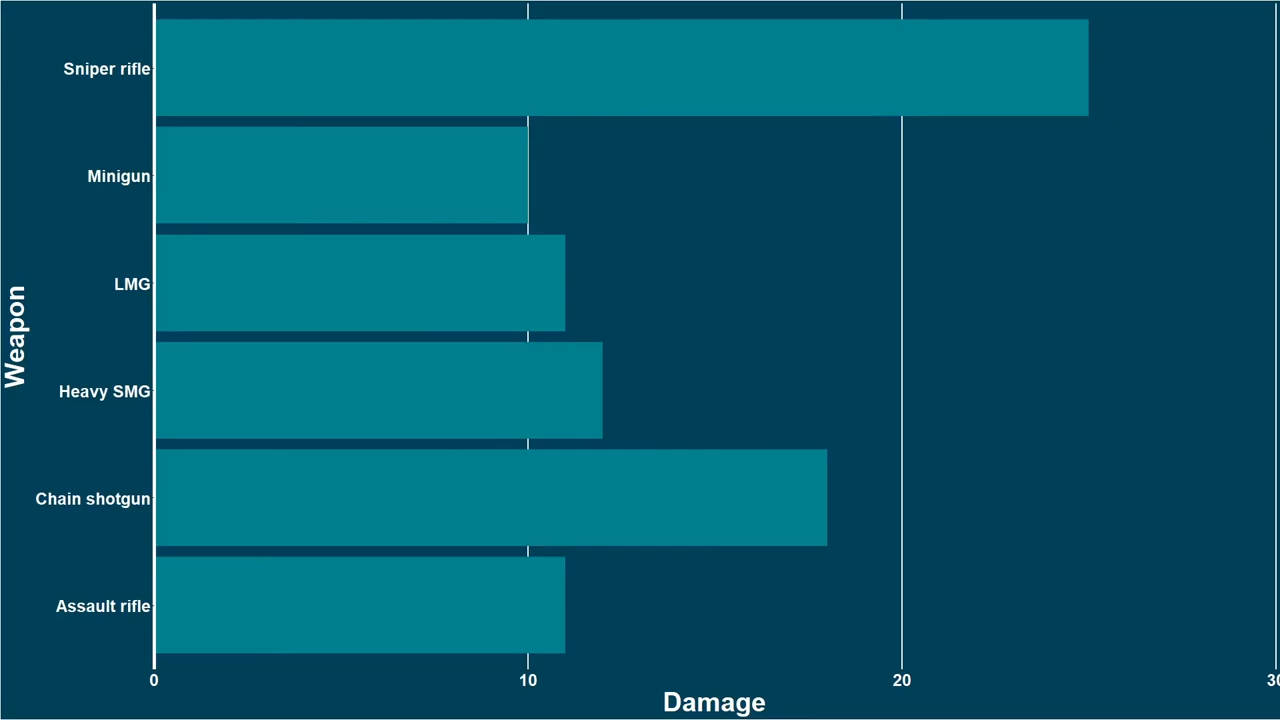 Sniper rifle
Minigun
LMG
Heavy SMG
Chain shotgun
Assault rifle
Weapon
0 10 20 30
Damage